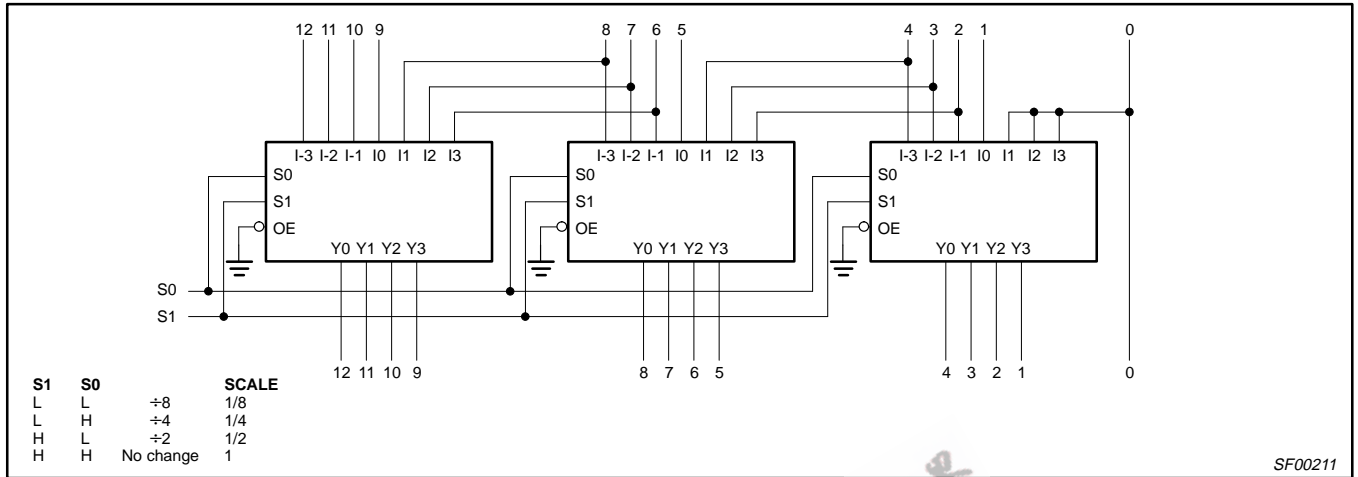 12 11 10 9 8 7 6 5 4 3 2 1 0
I-3 I-2 I-1 I0 I1 I2 I3 I-3 I-2 I-1 I0 I1 I2 I3 I-3 I-2 I-1 I0 I1 I2 I3
S0 S0 S0
S1 S1 S1
OE OE OE
Y0 Y1 Y2 Y3 Y0 Y1 Y2 Y3 Y0 Y1 Y2 Y3
S0
S1
12 11 10 9 8 7 6 5 4 3 2 1 0
S1 S0 SCALE
L L ÷8 1/8
L H ÷4 1/4
H L ÷2 1/2
H H No change 1
SF00211